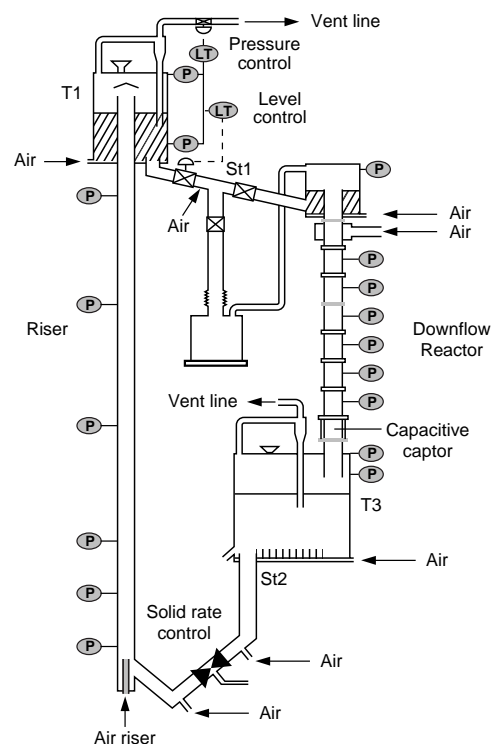 Vent line
Pressure
control
LT
P
T1
Level
control
LT
P
St1
Air
P
P
Air
Air
Air
P
P
P
Riser
P
Downflow
Reactor
P
P
P
Vent line
P
Capacitive
captor
P
P
T3
P
Air
St2
P
Solid rate
control
P
Air
Air
Air riser